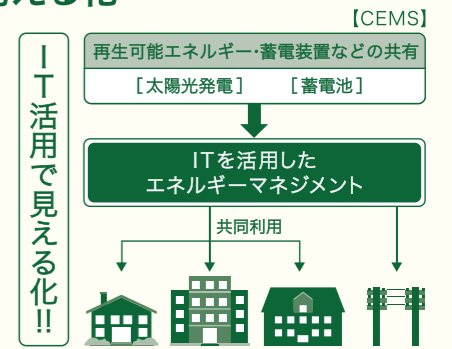 見える化
【CEMS】
IT活用で見える化!!
再生可能エネルギー・蓄電装置などの共有
［太陽光発電］ ［蓄電池］
ITを活用した
エネルギーマネジメント
共同利用